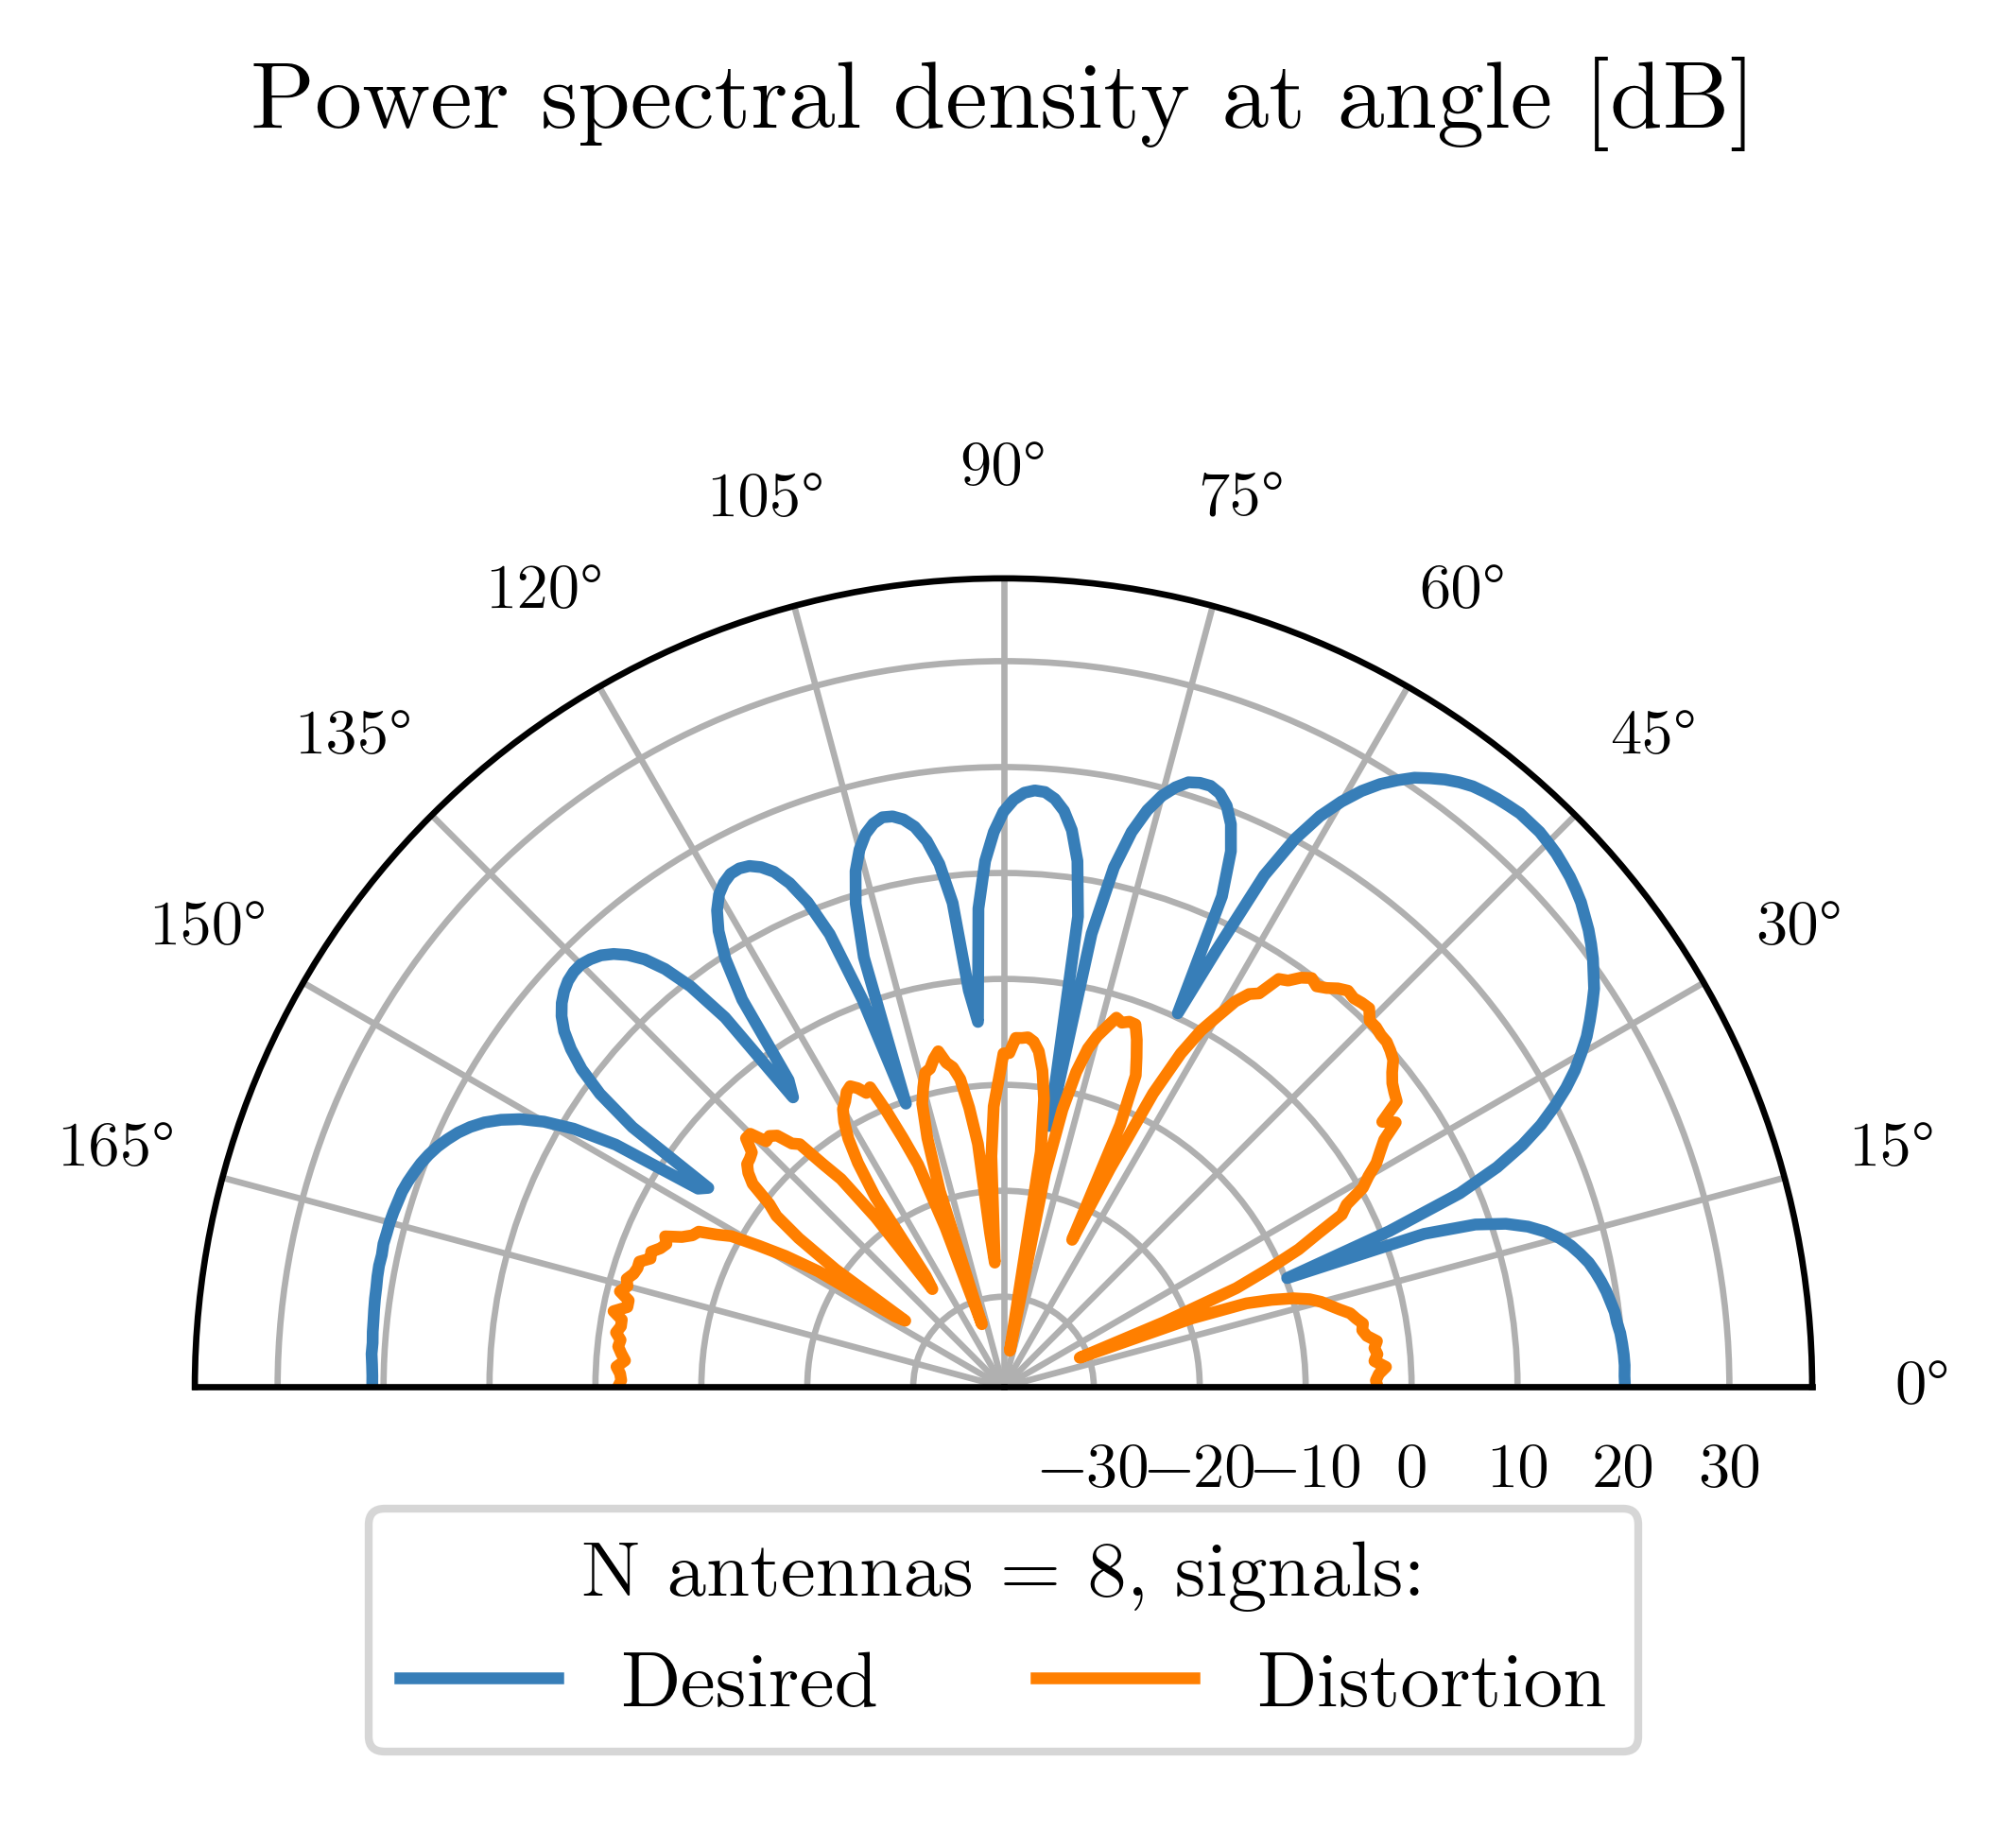 Power spectral density at angle [dB]
90°
105° 75°
120° 60°
135° 45°
150° 30°
165° 15°
0°
−30 −20 −10 0 10 20 30
N antennas = 8, signals:
Desired Distortion